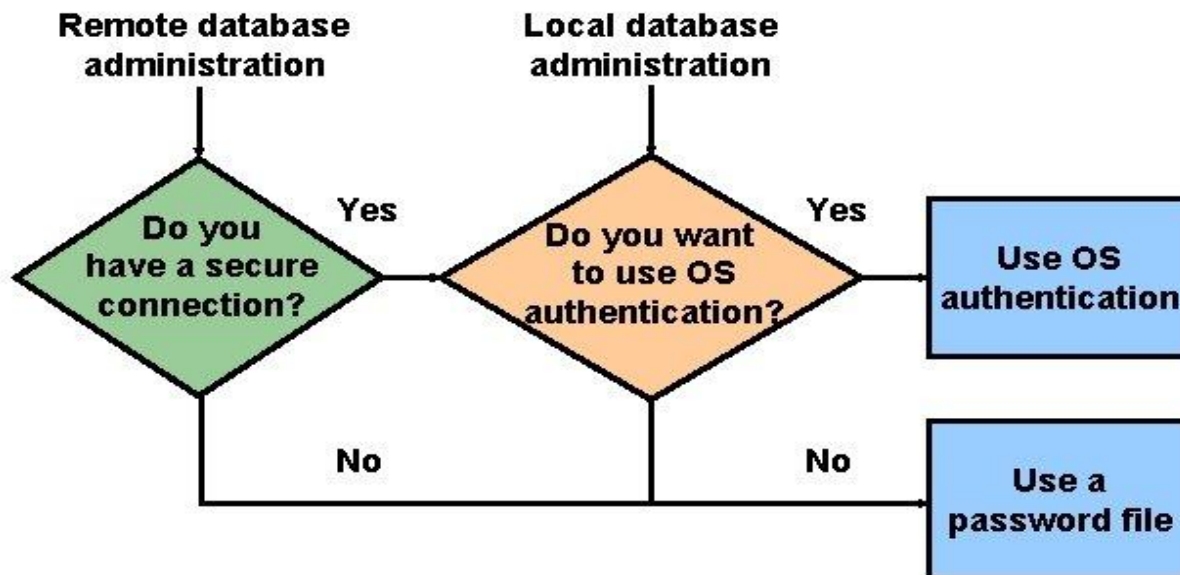 Remote database
administration
Local database
administration
Do you
have a secure
connection?
Yes
Do you want
to use OS
authentication?
Yes
Use OS
authentication
No
No
Use a
password file